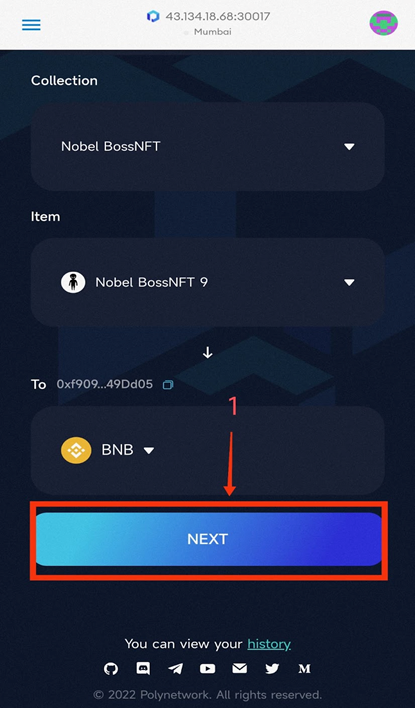 43.134.18.68:30017
Mumbai
Collection
Nobel BossNFT
Item
Nobel BossNFT 9
To 0xf909...49Dd05
1
BNB
NEXT
You can view your history
© 2022 Polynetwork. All rights reserved.